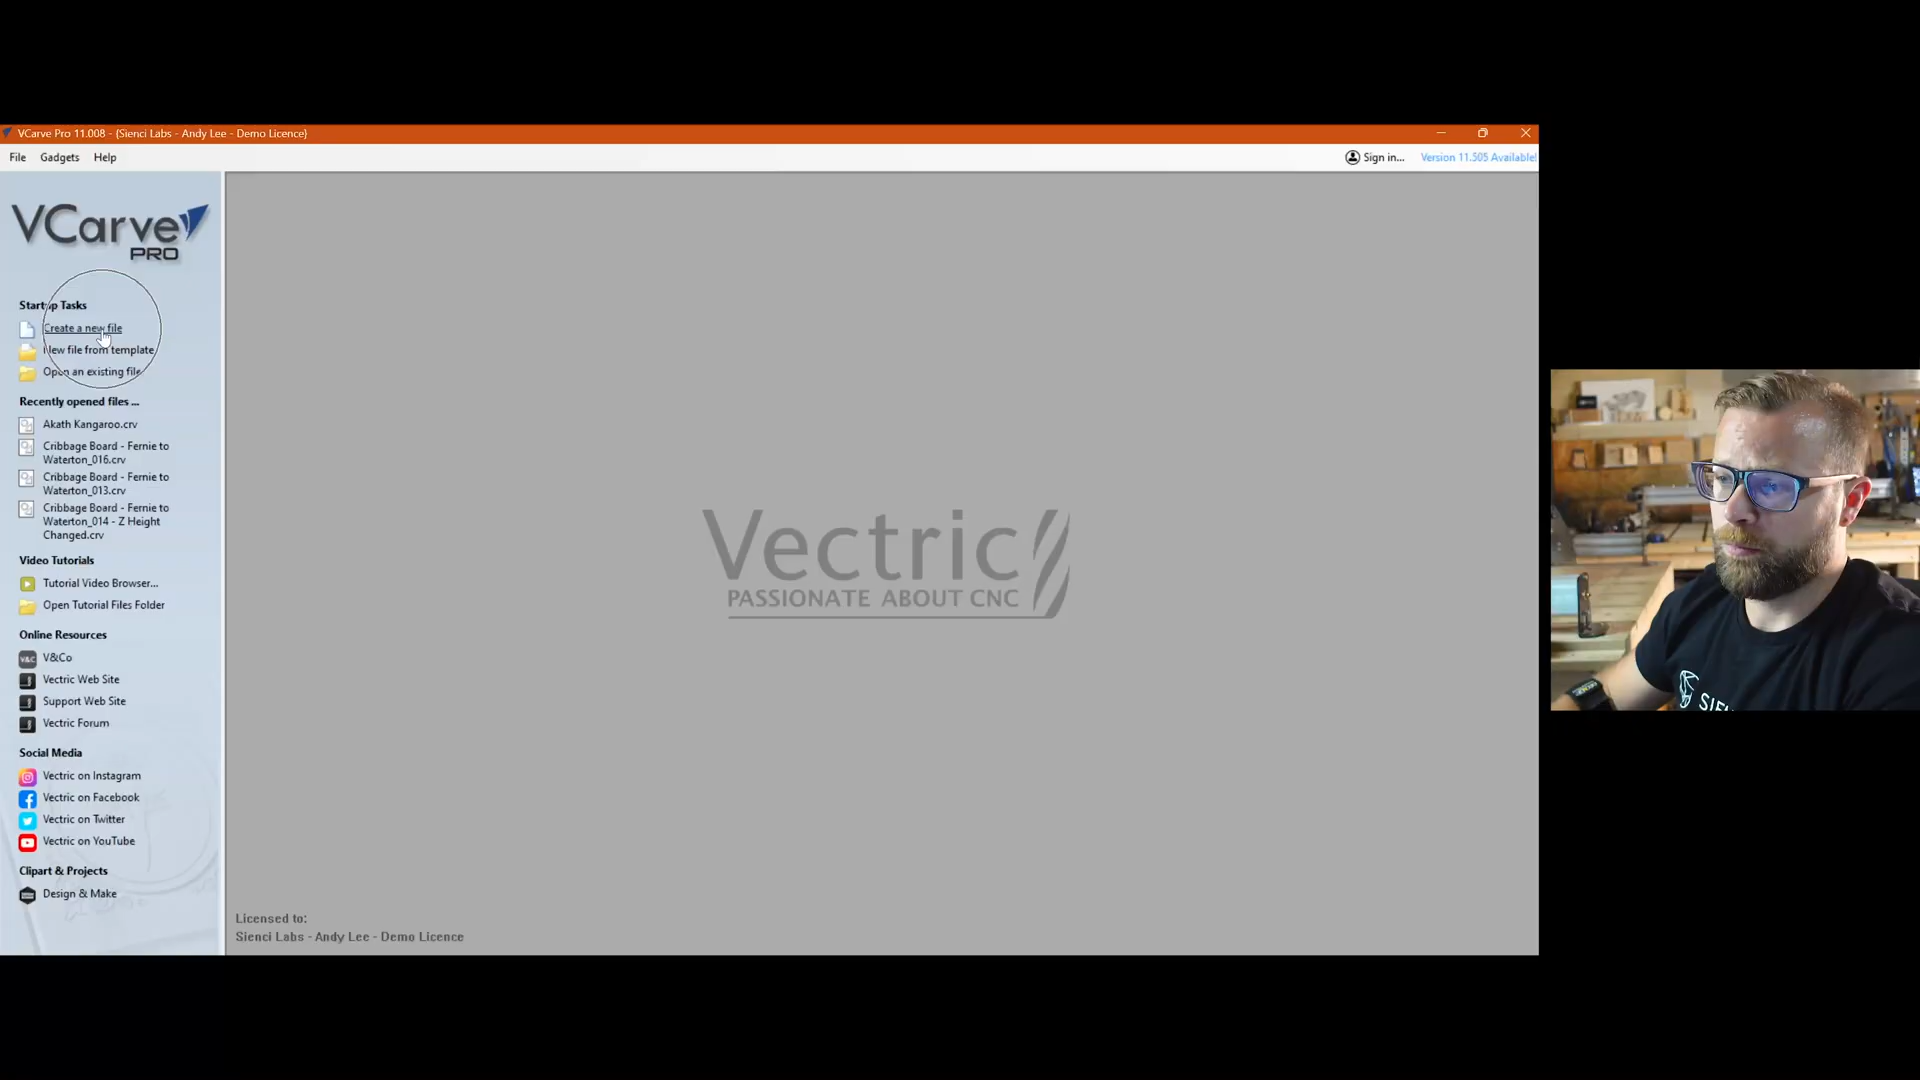 VCarve Pro 11.008 - {Sienci Labs - Andy Lee - Demo Licence}
File Gadgets Help
Sign in... Version 11.505 Available!
VCarve
PRO
Startup Tasks
Create a new file
New file from template
Open an existing file
Recently opened files ...
Akath Kangaroo.crv
Cribbage Board - Fernie to
Waterton_016.crv
Cribbage Board - Fernie to
Waterton_013.crv
Cribbage Board - Fernie to
Waterton_014 - Z Height
Changed.crv
Video Tutorials
Tutorial Video Browser...
Open Tutorial Files Folder
Online Resources
V&C V&Co
Vectric Web Site
Support Web Site
Vectric Forum
Social Media
Vectric on Instagram
Vectric on Facebook
Vectric on Twitter
Vectric on YouTube
Clipart & Projects
Design & Make
Vectric
PASSIONATE ABOUT CNC
Licensed to:
Sienci Labs - Andy Lee - Demo Licence